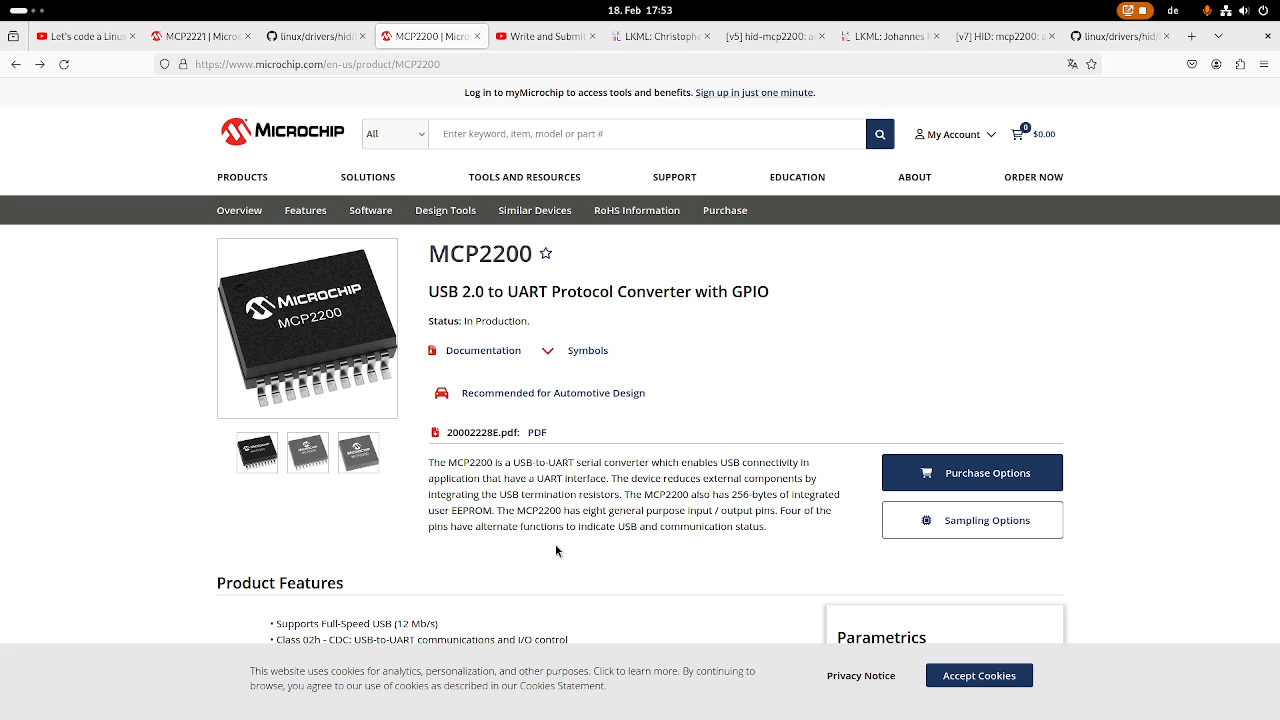 18. Feb 17:53
de
Let's code a Linux
MCP2221 | Microc
linux/drivers/hid/
MCP2200 | Micro
Write and Submit
LKML: Christophe
[v5] hid-mcp2200: a
LKML: Johannes R
[v7] HID: mcp2200: a
linux/drivers/hid/
https://www.microchip.com/en-us/product/MCP2200
Log in to myMicrochip to access tools and benefits. Sign up in just one minute.
MICROCHIP
All
Enter keyword, item, model or part #
My Account
0
$0.00
PRODUCTS
SOLUTIONS
TOOLS AND RESOURCES
SUPPORT
EDUCATION
ABOUT
ORDER NOW
Overview
Features
Software
Design Tools
Similar Devices
RoHS Information
Purchase
MICROCHIP
MCP2200
MCP2200
USB 2.0 to UART Protocol Converter with GPIO
Status: In Production.
Documentation
Symbols
Recommended for Automotive Design
20002228E.pdf: PDF
The MCP2200 is a USB-to-UART serial converter which enables USB connectivity in
application that have a UART interface. The device reduces external components by
integrating the USB termination resistors. The MCP2200 also has 256-bytes of integrated
user EEPROM. The MCP2200 has eight general purpose input / output pins. Four of the
pins have alternate functions to indicate USB and communication status.
Purchase Options
Sampling Options
Product Features
• Supports Full-Speed USB (12 Mb/s)
• Class 02h - CDC: USB-to-UART communications and I/O control
Parametrics
This website uses cookies for analytics, personalization, and other purposes. Click to learn more. By continuing to
browse, you agree to our use of cookies as described in our Cookies Statement.
Privacy Notice
Accept Cookies